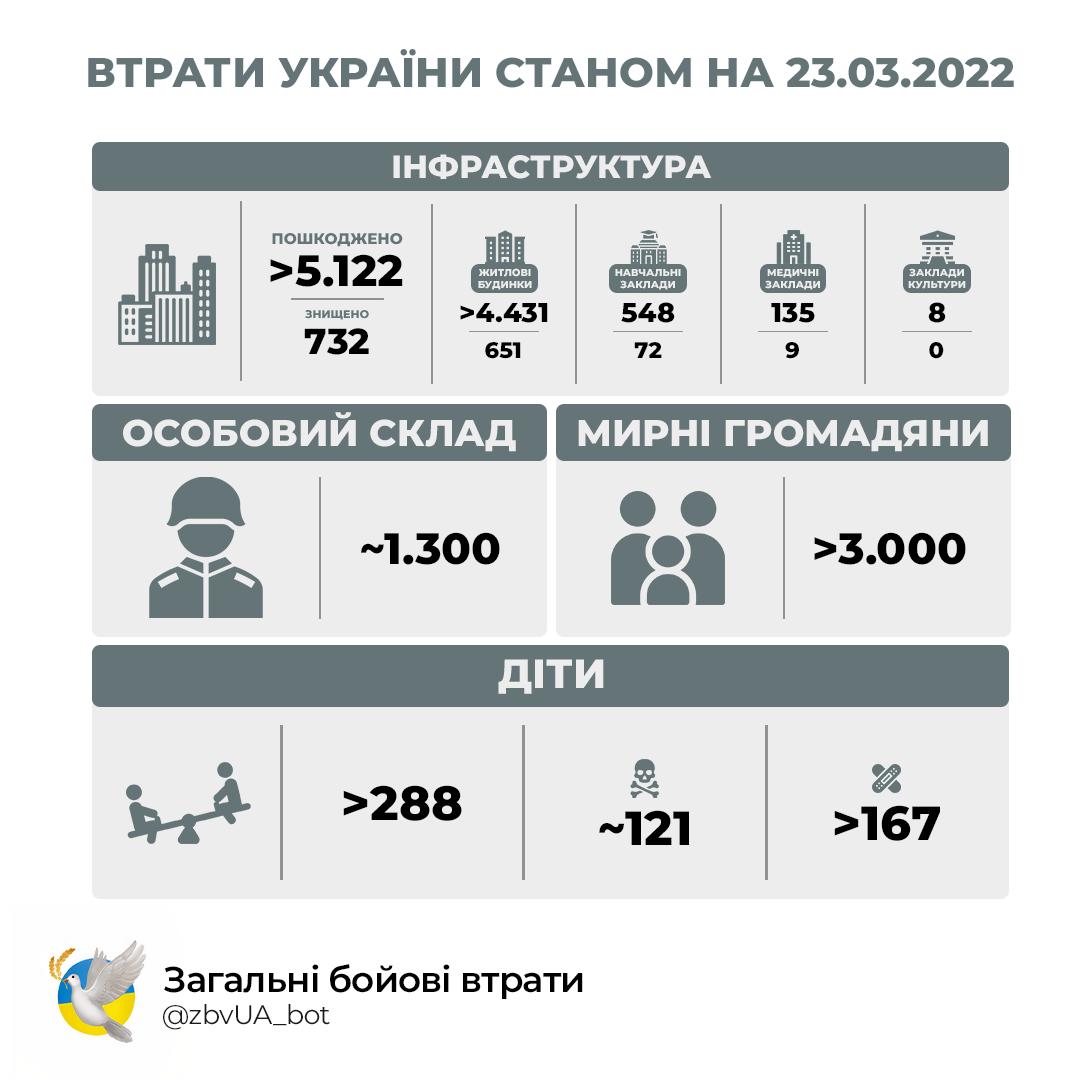 ВТРАТИ УКРАЇНИ СТАНОМ НА 23.03.2022
ІНФРАСТРУКТУРА
ПОШКОДЖЕНО
>5.122
ЗНИЩЕНО
732
ЖИТЛОВІ
БУДИНКИ
>4.431
651
НАВЧАЛЬНІ
ЗАКЛАДИ
548
72
МЕДИЧНІ
ЗАКЛАДИ
135
9
ЗАКЛАДИ
КУЛЬТУРИ
8
0
ОСОБОВИЙ СКЛАД
~1.300
МИРНІ ГРОМАДЯНИ
>3.000
ДІТИ
>288
~121
>167
Загальні бойові втрати
@zbvUA_bot